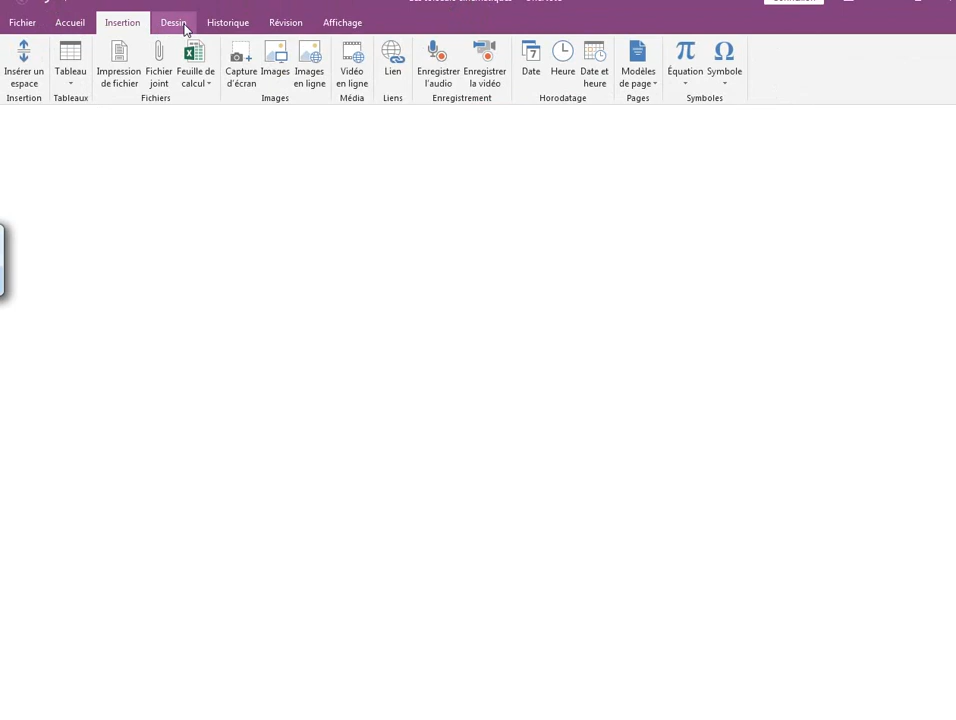 Fichier Accueil Insertion Dessin Historique Révision Affichage
Insérer un espace Tableau Impression de fichier Fichier joint Feuille de calcul Capture d'écran Images Images en ligne Vidéo en ligne Lien Enregistrer l'audio Enregistrer la vidéo Date Heure Date et heure Modèles de page Équation Symbole
Insertion Tableaux Fichiers Images Média Liens Enregistrement Horodatage Pages Symboles